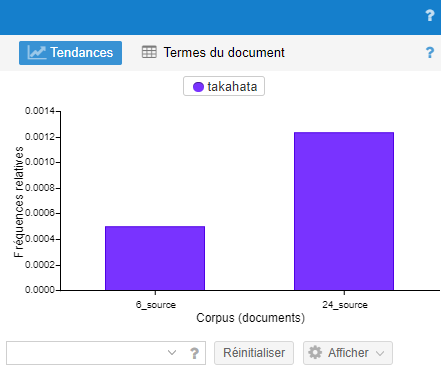 ?
Tendances
Termes du document
?
takahata
Fréquences relatives
0.0014
0.0012
0.0010
0.0008
0.0006
0.0004
0.0002
0.0000
6_source
24_source
Corpus (documents)
?
Réinitialiser
Afficher